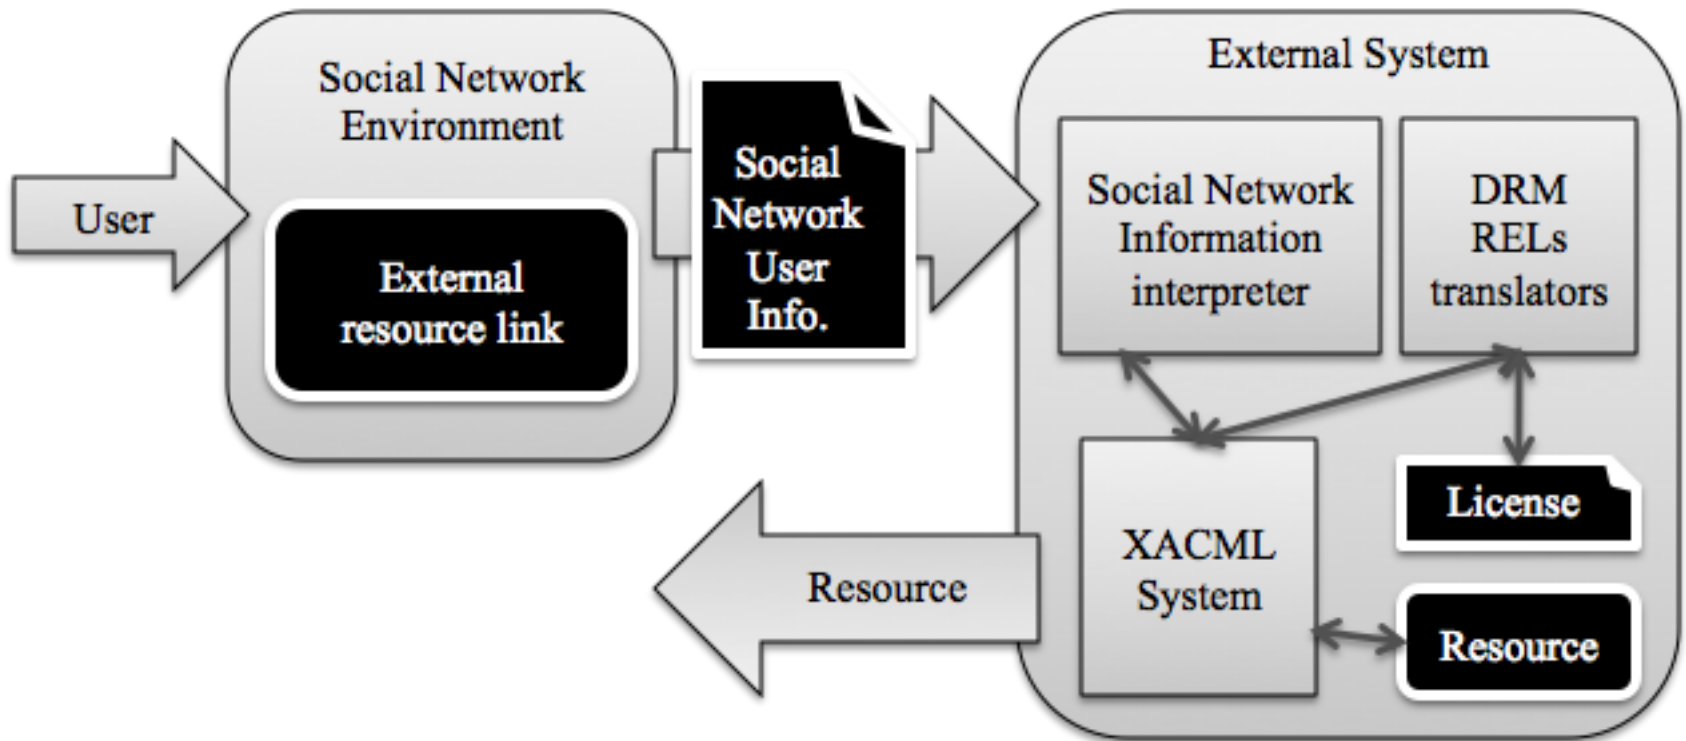 User
Social Network
Environment
External
resource link
Social
Network
User
Info.
External System
Social Network
Information
interpreter
DRM
RELs
translators
XACML
System
License
Resource
Resource